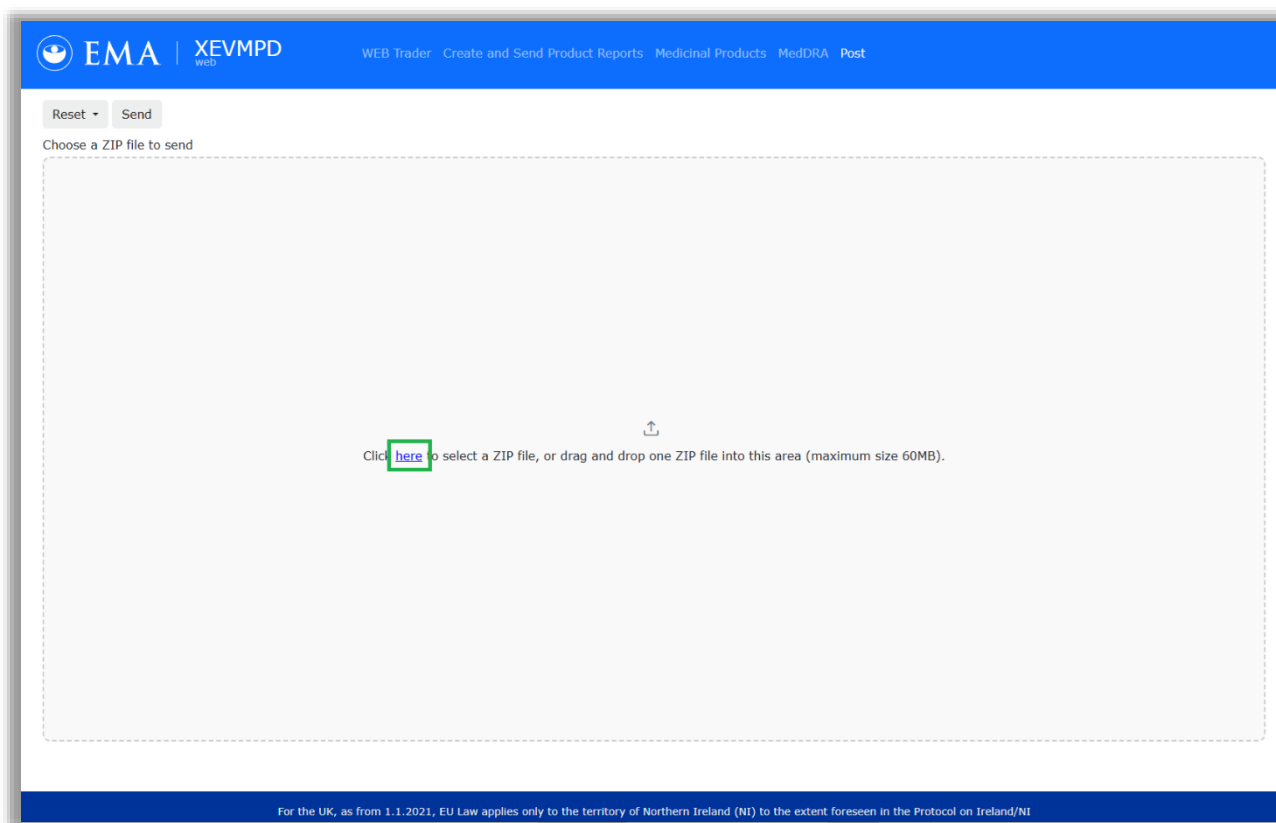 EMA | XEVMPD
web
WEB Trader Create and Send Product Reports Medicinal Products MedDRA Post
Reset Send
Choose a ZIP file to send
Click here to select a ZIP file, or drag and drop one ZIP file into this area (maximum size 60MB).
For the UK, as from 1.1.2021, EU Law applies only to the territory of Northern Ireland (NI) to the extent foreseen in the Protocol on Ireland/NI